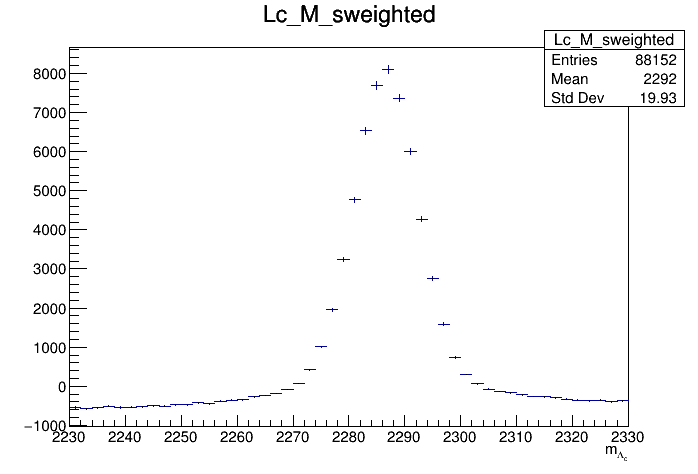 Lc_M_sweighted
Lc_M_sweighted
Entries 88152
Mean 2292
Std Dev 19.93
8000
7000
6000
5000
4000
3000
2000
1000
0
−1000
2230 2240 2250 2260 2270 2280 2290 2300 2310 2320 2330
m_Λc